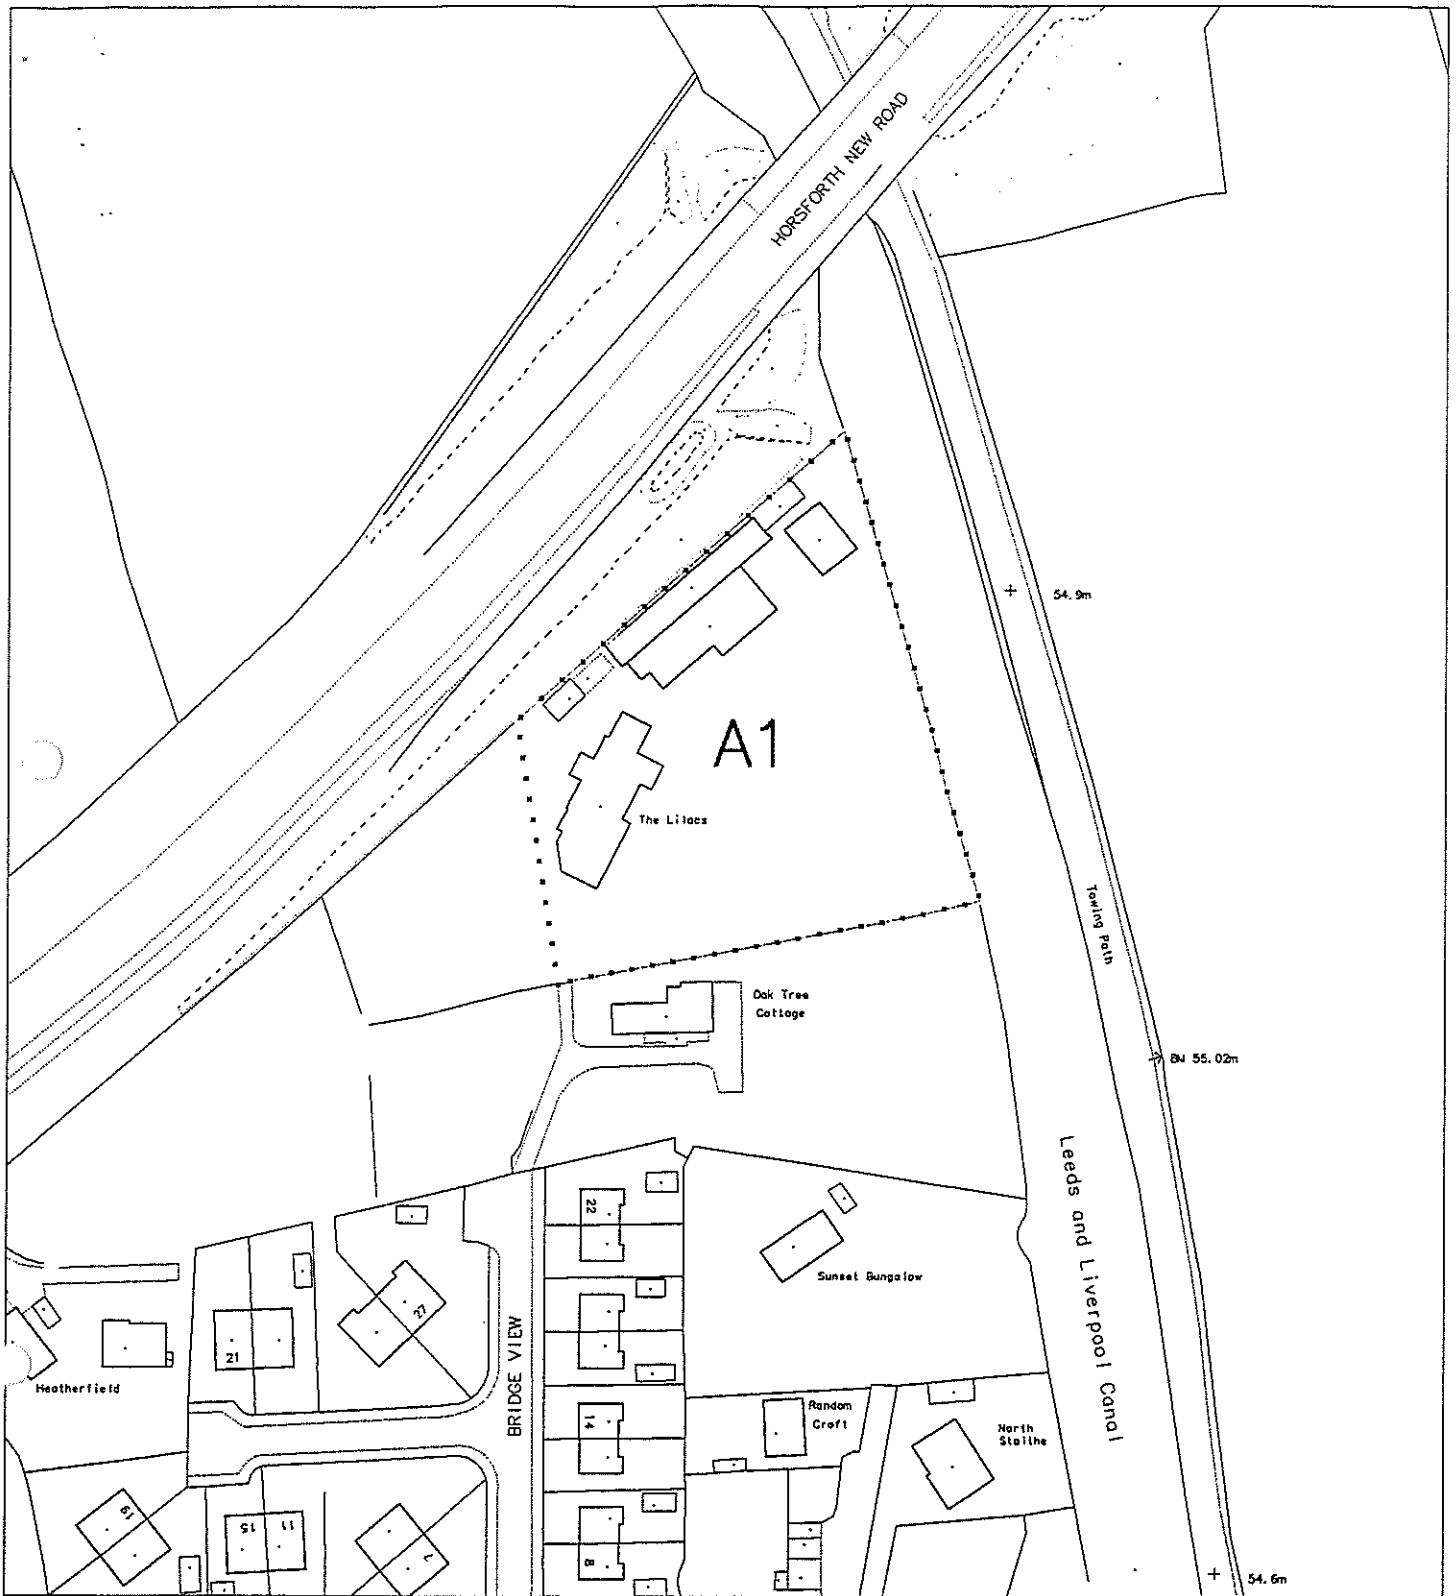 HORSFORTH NEW ROAD
54.9m
A1
The Lilacs
Towing Path
Oak Tree
Cottage
BM 55.02m
Leeds and Liverpool Canal
22
Sunset Bungalow
27
21
BRIDGE VIEW
Heatherfield
14
Random
Croft
North
Stailhe
19
15
11
7
8
54.6m